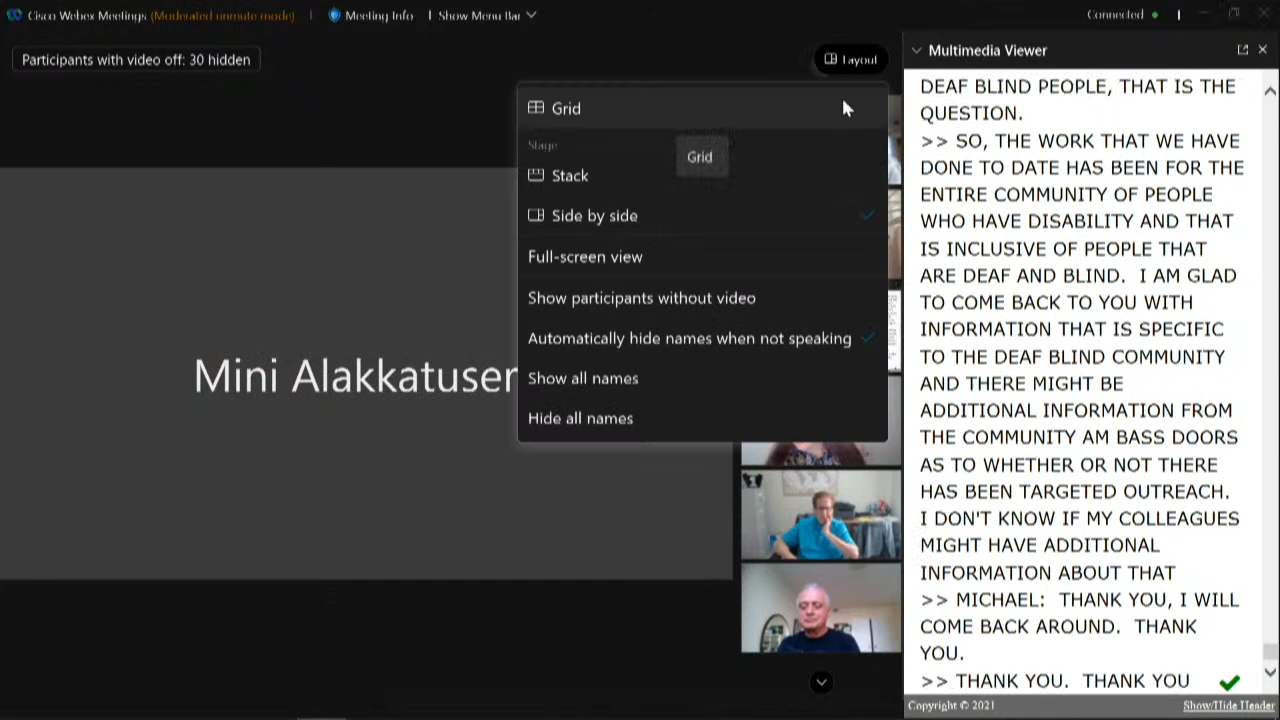 Cisco Webex Meetings (Moderated unmute mode) | Meeting Info | Show Menu Bar
Connected
Participants with video off: 30 hidden
Layout
Grid
Stage
Grid
Stack
Side by side
Full-screen view
Show participants without video
Automatically hide names when not speaking
Show all names
Hide all names
Mini Alakkatuser
Multimedia Viewer
DEAF BLIND PEOPLE, THAT IS THE
QUESTION.
>> SO, THE WORK THAT WE HAVE
DONE TO DATE HAS BEEN FOR THE
ENTIRE COMMUNITY OF PEOPLE
WHO HAVE DISABILITY AND THAT
IS INCLUSIVE OF PEOPLE THAT
ARE DEAF AND BLIND. I AM GLAD
TO COME BACK TO YOU WITH
INFORMATION THAT IS SPECIFIC
TO THE DEAF BLIND COMMUNITY
AND THERE MIGHT BE
ADDITIONAL INFORMATION FROM
THE COMMUNITY AM BASS DOORS
AS TO WHETHER OR NOT THERE
HAS BEEN TARGETED OUTREACH.
I DON'T KNOW IF MY COLLEAGUES
MIGHT HAVE ADDITIONAL
INFORMATION ABOUT THAT
>> MICHAEL: THANK YOU, I WILL
COME BACK AROUND. THANK
YOU.
>> THANK YOU. THANK YOU
Copyright © 2021
Show/Hide Header